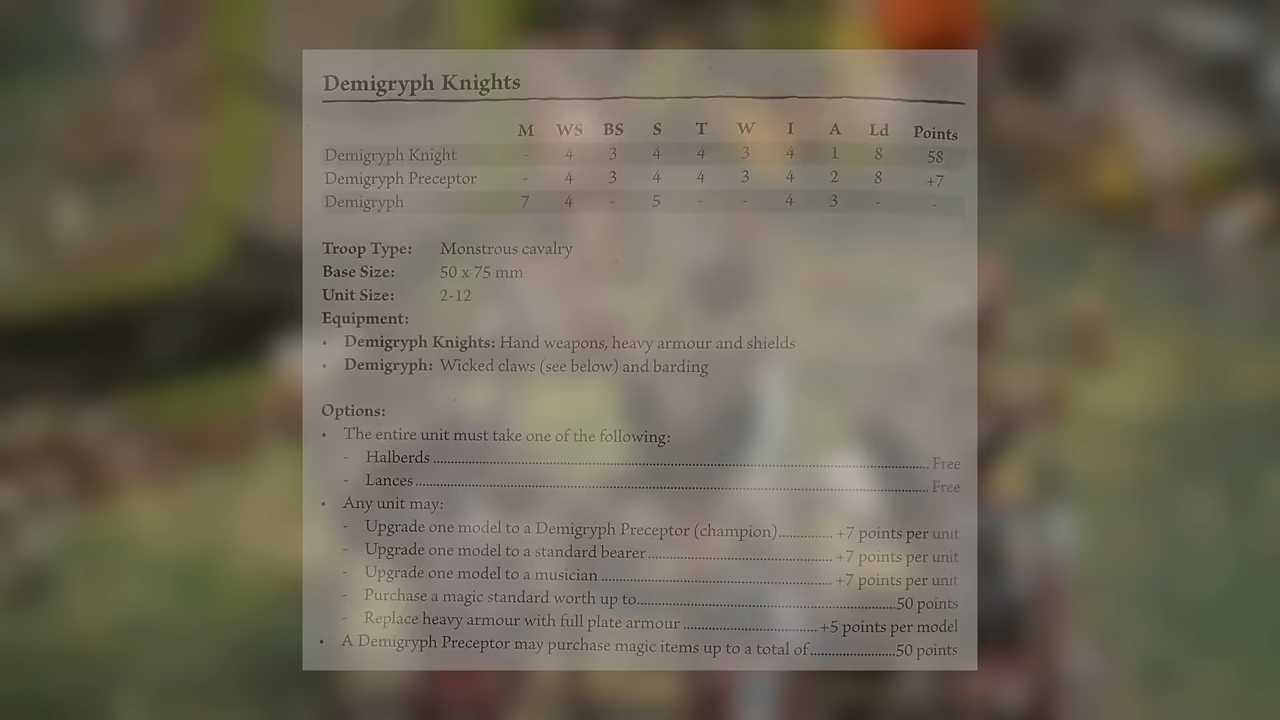 Demigryph Knights
M WS BS S T W I A Ld Points
Demigryph Knight - 4 3 4 4 3 4 1 8 58
Demigryph Preceptor - 4 3 4 4 3 4 2 8 +7
Demigryph 7 4 - 5 - - 4 3 - -
Troop Type: Monstrous cavalry
Base Size: 50 x 75 mm
Unit Size: 2-12
Equipment:
• Demigryph Knights: Hand weapons, heavy armour and shields
• Demigryph: Wicked claws (see below) and barding
Options:
• The entire unit must take one of the following:
- Halberds Free
- Lances Free
• Any unit may:
- Upgrade one model to a Demigryph Preceptor (champion) +7 points per unit
- Upgrade one model to a standard bearer +7 points per unit
- Upgrade one model to a musician +7 points per unit
- Purchase a magic standard worth up to 50 points
- Replace heavy armour with full plate armour +5 points per model
• A Demigryph Preceptor may purchase magic items up to a total of 50 points